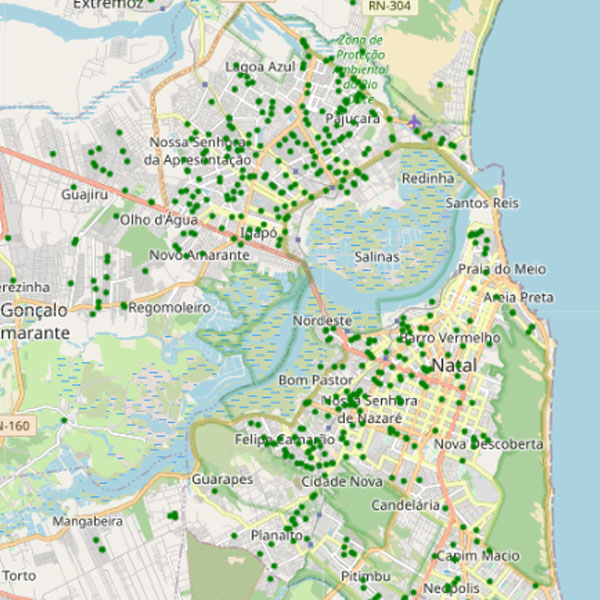 Extremoz
RN-304
Zona de
Proteção
Ambiental
do Rio
Lagoa Azul
Pajuçara
Nossa Senhora
da Apresentação
Redinha
Guajiru
Santos Reis
Olho d'Água
Igapó
Novo Amarante
Salinas
Praia do Meio
erezinha
Areia Preta
Gonçalo
marante
Regomoleiro
Nordeste
Barro Vermelho
Natal
Bom Pastor
Nossa Senhora
de Nazaré
N-160
Felipe Camarão
Nova Descoberta
Guarapes
Cidade Nova
Candelária
Mangabeira
Planalto
Capim Macio
Torto
Pitimbu
Neópolis